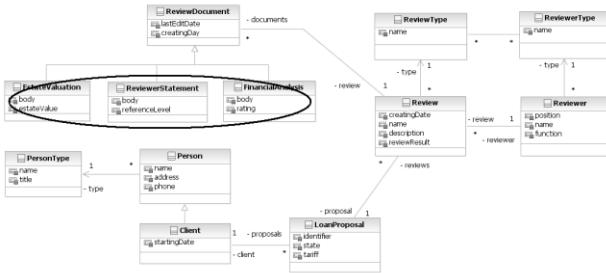 ReviewDocument
lastEditDate
creatingDay
- documents
*
ReviewType
name
*
*
ReviewerType
name
EstateValuation
body
estateValue
ReviewerStatement
body
referenceLevel
FinancialAnalysis
body
rating
- type
1
*
- type
1
*
- review
1
Review
creatingDate
name
description
reviewResult
- review
1
*
- reviewer
Reviewer
position
name
function
PersonType
name
title
1
*
- type
Person
name
address
phone
*
- reviews
- proposal
1
Client
startingDate
1
- proposals
- client
*
LoanProposal
identifier
state
tariff